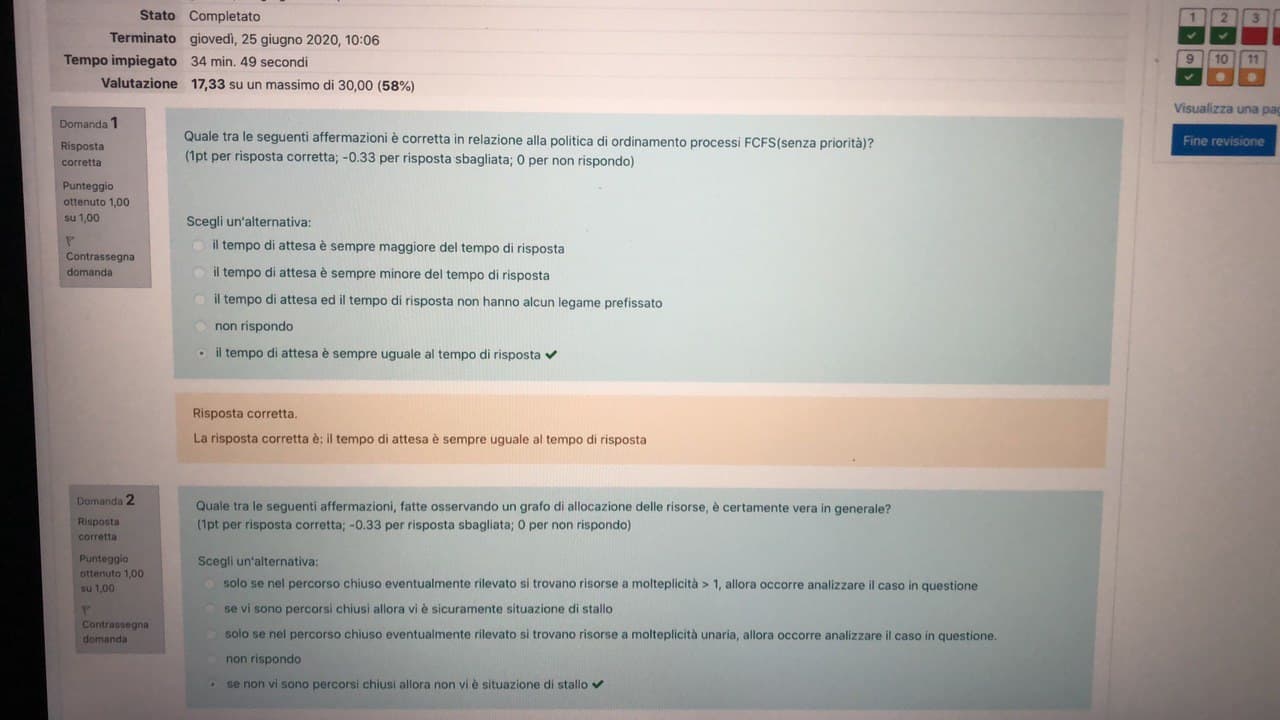 Stato Completato
Terminato giovedì, 25 giugno 2020, 10:06
Tempo impiegato 34 min. 49 secondi
Valutazione 17,33 su un massimo di 30,00 (58%)
1 2 3
9 10 11
Visualizza una pag
Fine revisione
Domanda 1
Risposta
corretta
Punteggio
ottenuto 1,00
su 1,00
Contrassegna
domanda
Quale tra le seguenti affermazioni è corretta in relazione alla politica di ordinamento processi FCFS(senza priorità)?
(1pt per risposta corretta; -0.33 per risposta sbagliata; 0 per non rispondo)
Scegli un'alternativa:
il tempo di attesa è sempre maggiore del tempo di risposta
il tempo di attesa è sempre minore del tempo di risposta
il tempo di attesa ed il tempo di risposta non hanno alcun legame prefissato
non rispondo
il tempo di attesa è sempre uguale al tempo di risposta
Risposta corretta.
La risposta corretta è: il tempo di attesa è sempre uguale al tempo di risposta
Domanda 2
Risposta
corretta
Punteggio
ottenuto 1,00
su 1,00
Contrassegna
domanda
Quale tra le seguenti affermazioni, fatte osservando un grafo di allocazione delle risorse, è certamente vera in generale?
(1pt per risposta corretta; -0.33 per risposta sbagliata; 0 per non rispondo)
Scegli un'alternativa:
solo se nel percorso chiuso eventualmente rilevato si trovano risorse a molteplicità > 1, allora occorre analizzare il caso in questione
se vi sono percorsi chiusi allora vi è sicuramente situazione di stallo
solo se nel percorso chiuso eventualmente rilevato si trovano risorse a molteplicità unaria, allora occorre analizzare il caso in questione.
non rispondo
se non vi sono percorsi chiusi allora non vi è situazione di stallo